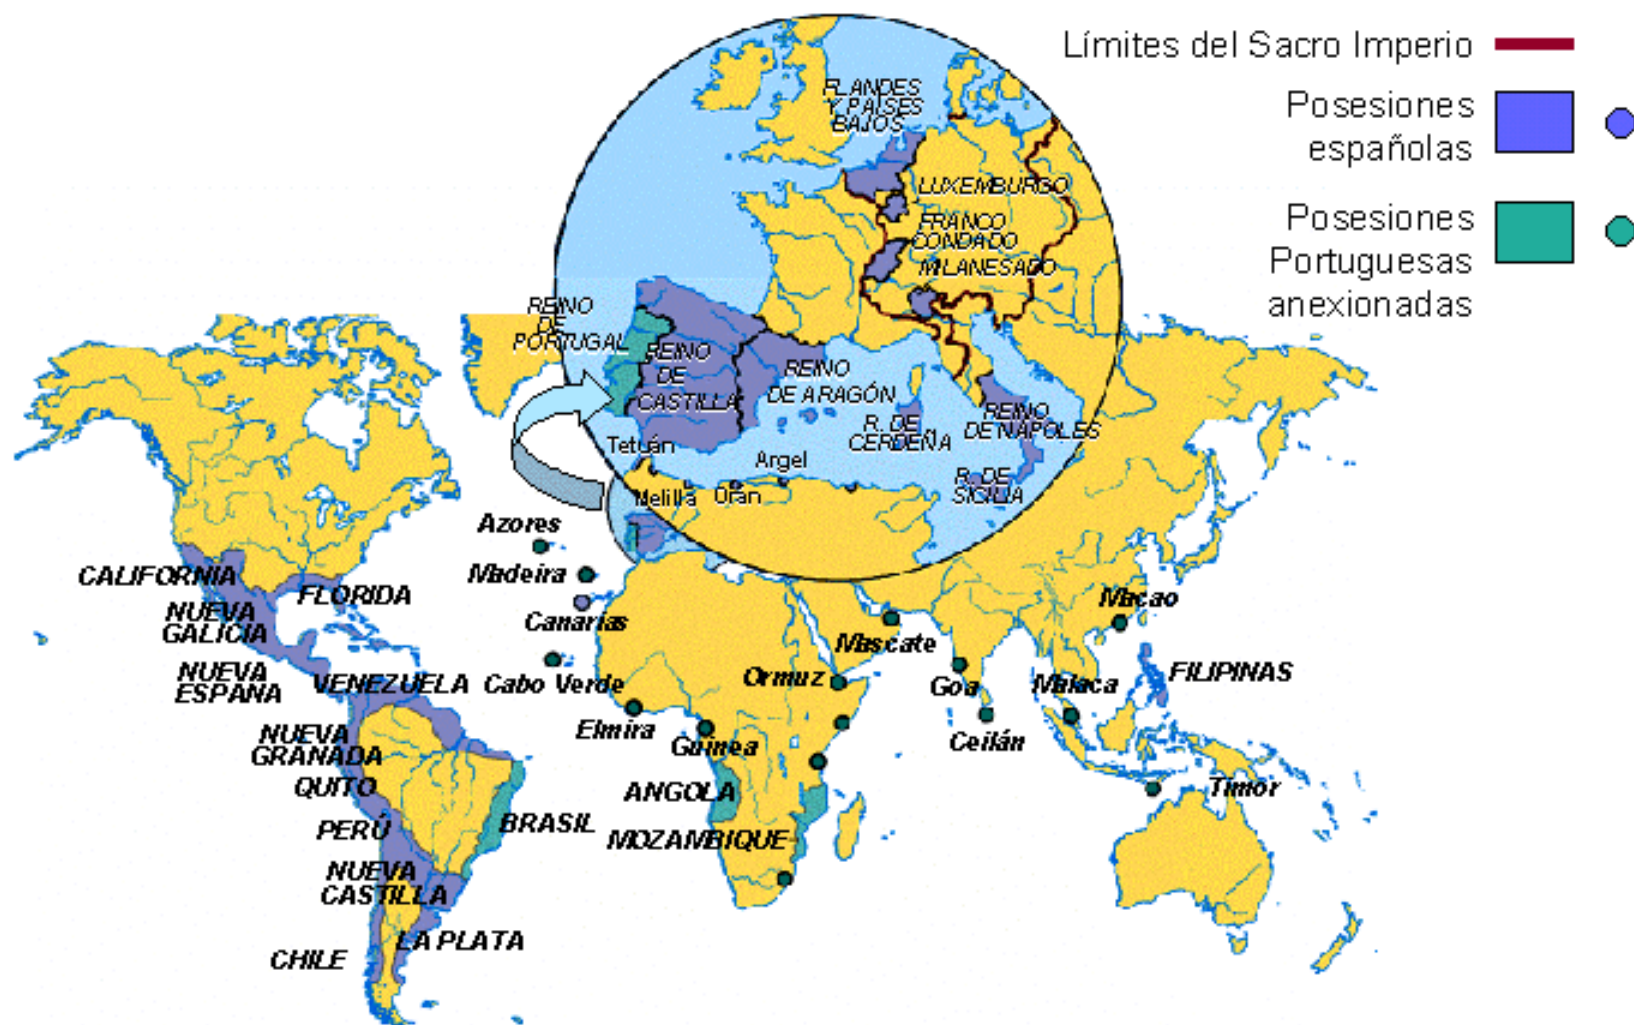 Límites del Sacro Imperio
Posesiones
españolas
Posesiones
Portuguesas
anexionadas
FLANDES
Y PAÍSES
BAJOS
LUXEMBURGO
FRANCO
CONDADO
MILANESADO
REINO
DE
PORTUGAL
REINO
DE
CASTILLA
REINO
DE ARAGÓN
R. DE
CERDEÑA
REINO
DE NÁPOLES
R. DE
SICILIA
Tetuán
Melilla
Orán
Argel
Azores
Madeira
Canarias
Cabo Verde
Elmira
Guinea
ANGOLA
MOZAMBIQUE
Ormuz
Mascate
Goa
Ceilán
Malaca
Macao
FILIPINAS
Timor
CALIFORNIA
FLORIDA
NUEVA
GALICIA
NUEVA
ESPAÑA
VENEZUELA
NUEVA
GRANADA
QUITO
PERÚ
BRASIL
NUEVA
CASTILLA
LA PLATA
CHILE